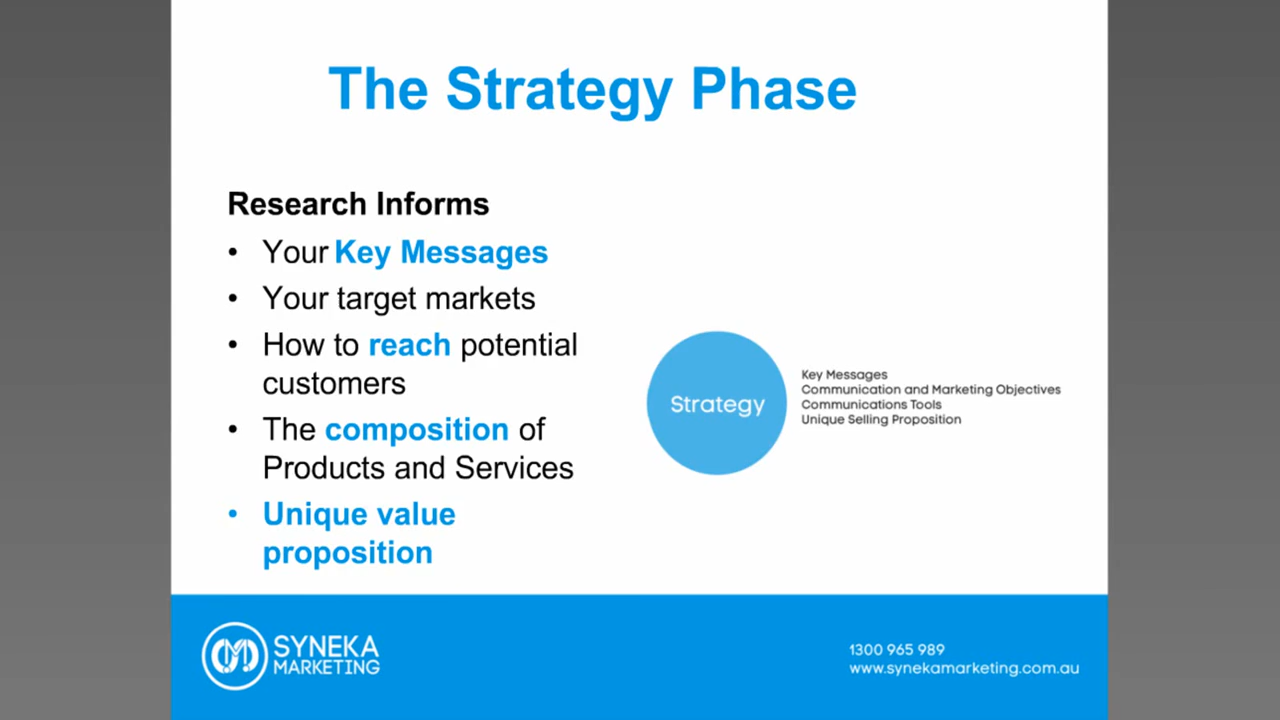 The Strategy Phase
Research Informs
• Your Key Messages
• Your target markets
• How to reach potential
customers
• The composition of
Products and Services
• Unique value
proposition
Strategy
Key Messages
Communication and Marketing Objectives
Communications Tools
Unique Selling Proposition
SYNEKA
MARKETING
1300 965 989
www.synekamarketing.com.au